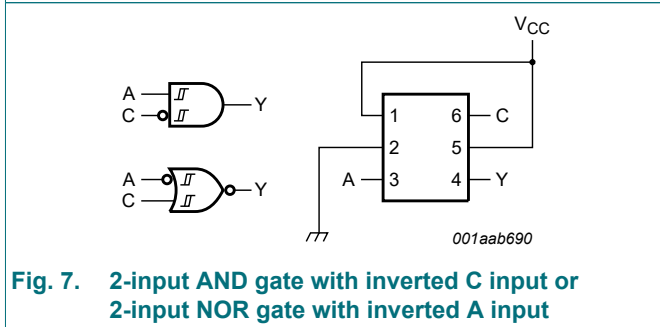 V_CC
A
C
Y
A
C
Y
1
6
C
2
5
A
3
4
Y
001aab690
Fig. 7. 2-input AND gate with inverted C input or
2-input NOR gate with inverted A input